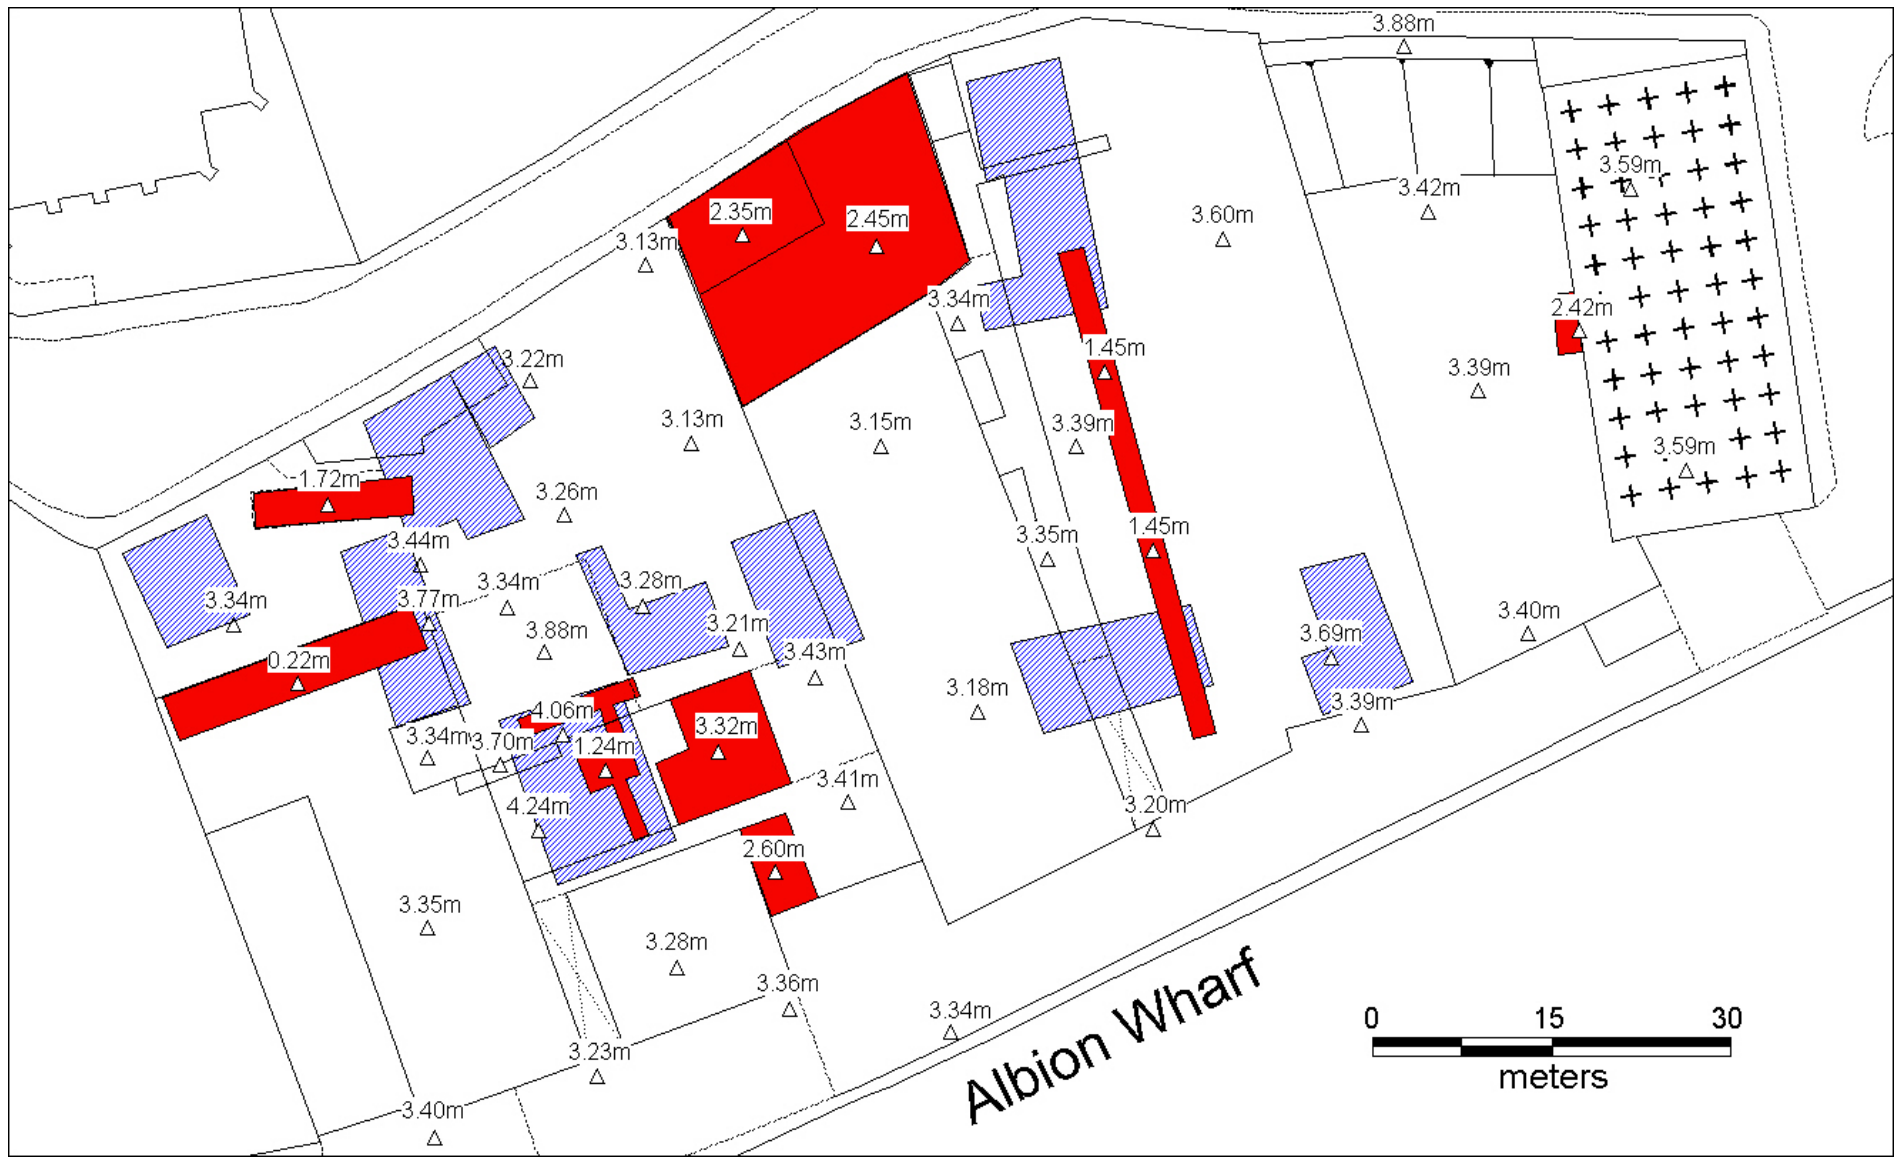 3.88m
3.59m
3.42m
2.35m
2.45m
3.60m
3.13m
3.34m
2.42m
1.45m
3.22m
3.39m
3.13m
3.15m
3.39m
3.59m
1.72m
3.26m
1.45m
3.35m
3.44m
3.34m
3.28m
3.34m
3.77m
3.88m
3.21m
3.40m
3.69m
0.22m
3.43m
3.18m
3.39m
4.06m
3.32m
3.34m
3.70m
1.24m
3.41m
4.24m
3.20m
2.60m
3.35m
3.28m
3.36m
3.34m
Albion Wharf
0 15 30
meters
3.23m
3.40m